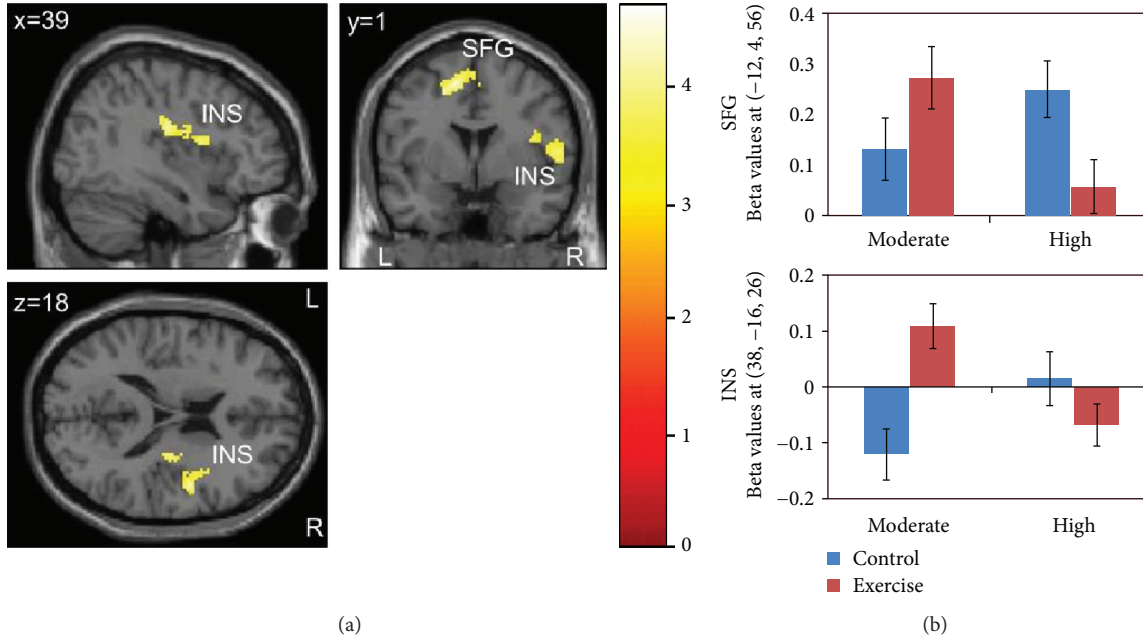 x=39
INS
y=1
SFG
INS
L
R
z=18
L
INS
R
4
3
2
1
0
(a)
SFG
Beta values at (−12, 4, 56)
0.4
0.3
0.2
0.1
0
Moderate
High
INS
Beta values at (38, −16, 26)
0.2
0.1
0
−0.1
−0.2
Moderate
High
Control
Exercise
(b)